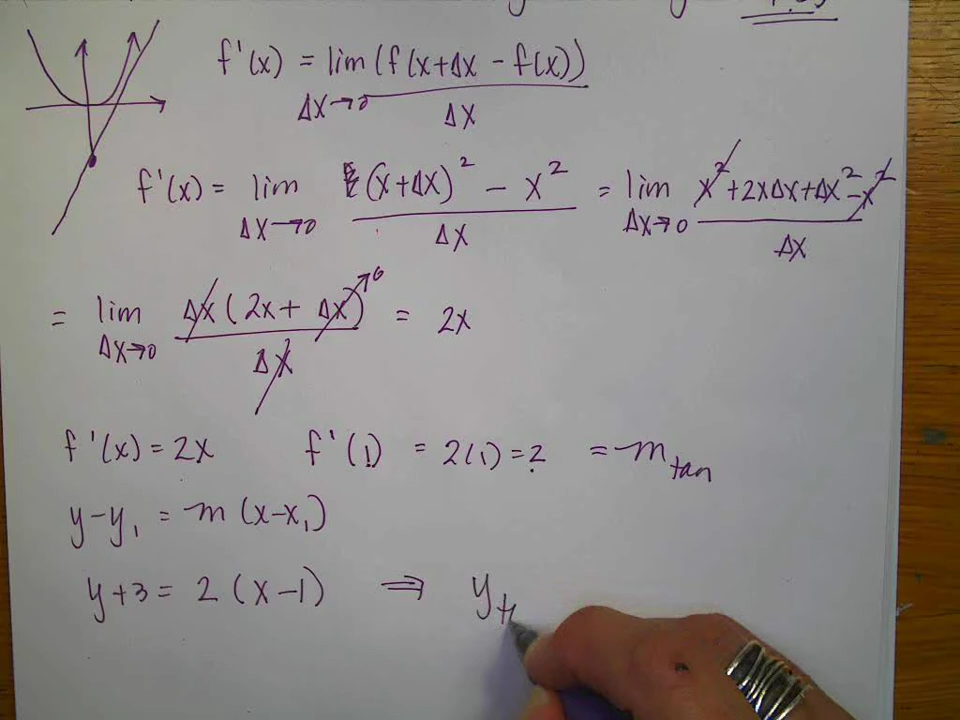 f'(x) = lim (f(x+Δx - f(x))
Δx→0 Δx
f'(x) = lim (x+Δx)² - x² = lim x² + 2xΔx + Δx² - x²
Δx→0 Δx Δx→0 Δx
= lim Δx (2x + Δx) 0 = 2x
Δx→0 Δx
f'(x) = 2x f'(1) = 2(1) = 2 = m tan
y - y₁ = m (x - x₁)
y + 3 = 2 (x - 1) ⇒ y t